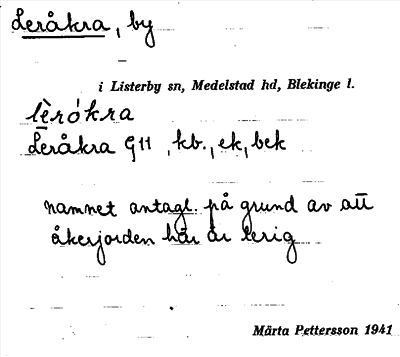 Leråkra, by
i Listerby sn, Medelstad hd, Blekinge l.
lèrókra
Leråkra G11, kb., ek, bek
namnet antagl. på grund av att
åkerjorden här är lerig
Märta Pettersson 1941